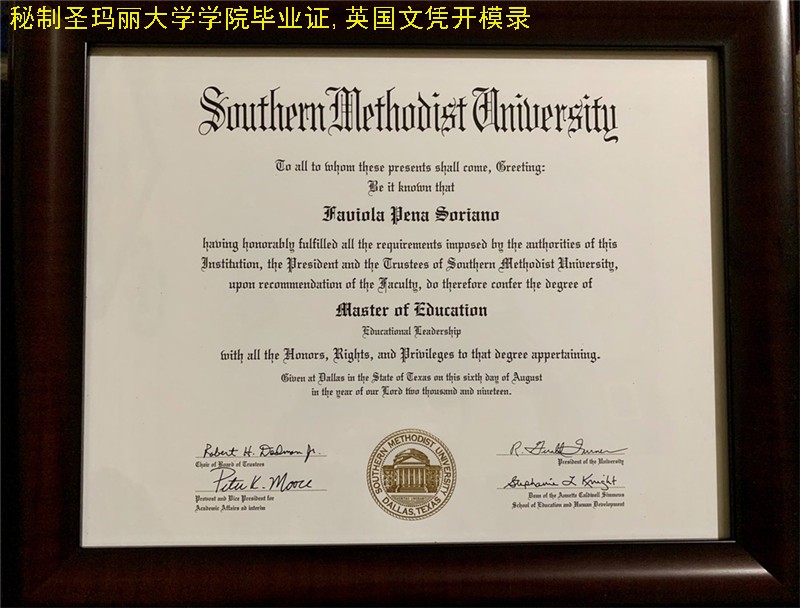 秘制圣玛丽大学学院毕业证, 英国文凭开模录
Southern Methodist University
To all to whom these presents shall come, Greeting:
Be it known that
Faviola Pena Soriano
having honorably fulfilled all the requirements imposed by the authorities of this
Institution, the President and the Trustees of Southern Methodist University,
upon recommendation of the Faculty, do therefore confer the degree of
Master of Education
Educational Leadership
with all the Honors, Rights, and Privileges to that degree appertaining.
Given at Dallas in the State of Texas on this sixth day of August
in the year of our Lord two thousand and nineteen.
Robert H. Dedman Jr.
Chair of Board of Trustees
Peter K. Moore
Provost and Vice President for
Academic Affairs ad interim
SOUTHERN METHODIST UNIVERSITY
DALLAS, TEXAS
R. Gerald Turner
President of the University
Stephanie L Knight
Dean of the Annette Caldwell Simmons
School of Education and Human Development